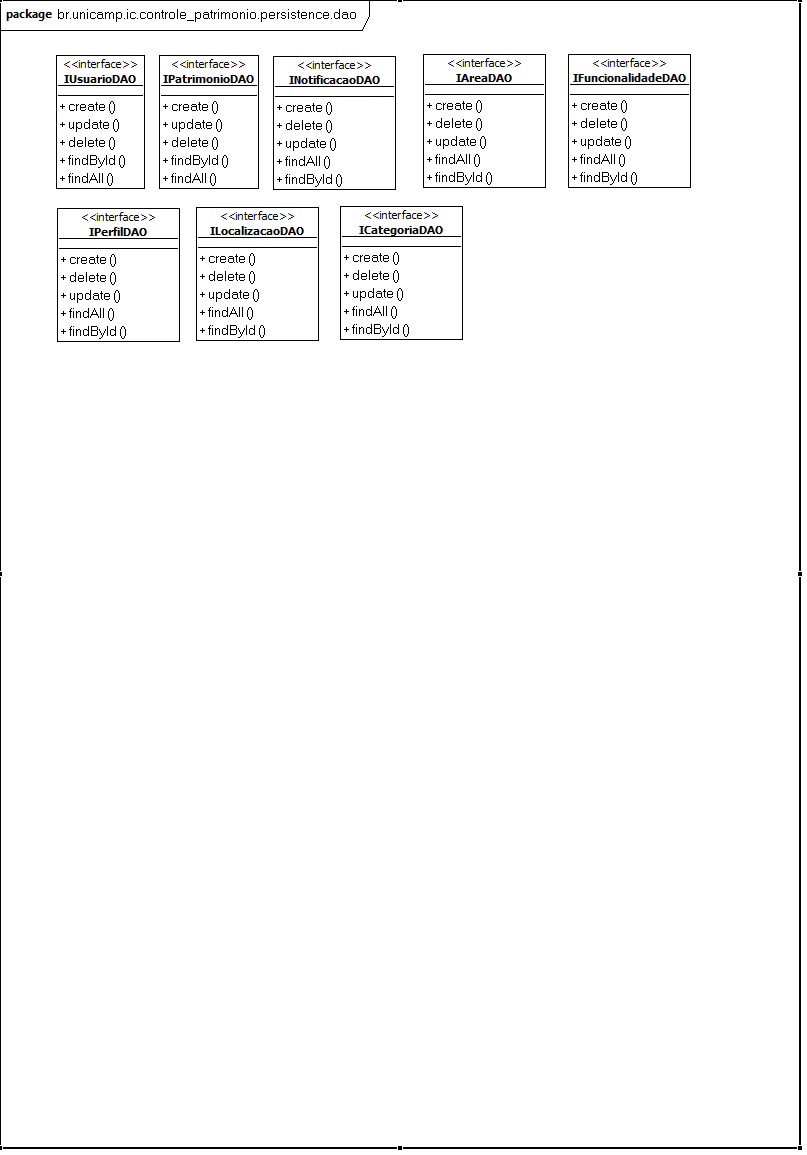 package br.unicamp.ic.controle_patrimonio.persistence.dao
<<interface>>
IUsuarioDAO
+ create ()
+ update ()
+ delete ()
+ findById ()
+ findAll ()
<<interface>>
IPatrimonioDAO
+ create ()
+ update ()
+ delete ()
+ findById ()
+ findAll ()
<<interface>>
INotificacaoDAO
+ create ()
+ delete ()
+ update ()
+ findAll ()
+ findById ()
<<interface>>
IAreaDAO
+ create ()
+ delete ()
+ update ()
+ findAll ()
+ findById ()
<<interface>>
IFuncionalidadeDAO
+ create ()
+ delete ()
+ update ()
+ findAll ()
+ findById ()
<<interface>>
IPerfilDAO
+ create ()
+ delete ()
+ update ()
+ findAll ()
+ findById ()
<<interface>>
ILocalizacaoDAO
+ create ()
+ delete ()
+ update ()
+ findAll ()
+ findById ()
<<interface>>
ICategoriaDAO
+ create ()
+ delete ()
+ update ()
+ findAll ()
+ findById ()